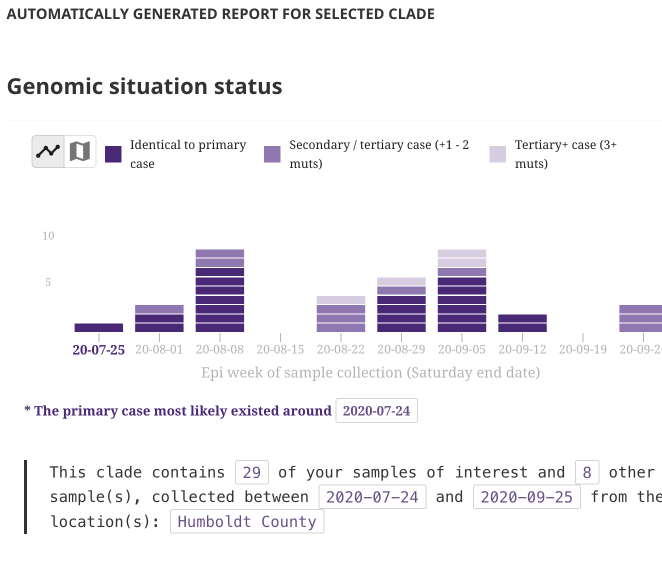 AUTOMATICALLY GENERATED REPORT FOR SELECTED CLADE
Genomic situation status
Identical to primary case
Secondary / tertiary case (+1 - 2 muts)
Tertiary+ case (3+ muts)
10
5
20-07-25 20-08-01 20-08-08 20-08-15 20-08-22 20-08-29 20-09-05 20-09-12 20-09-19
Epi week of sample collection (Saturday end date)
* The primary case most likely existed around 2020-07-24
This clade contains 29 of your samples of interest and 8 other
sample(s), collected between 2020-07-24 and 2020-09-25 from the
location(s): Humboldt County